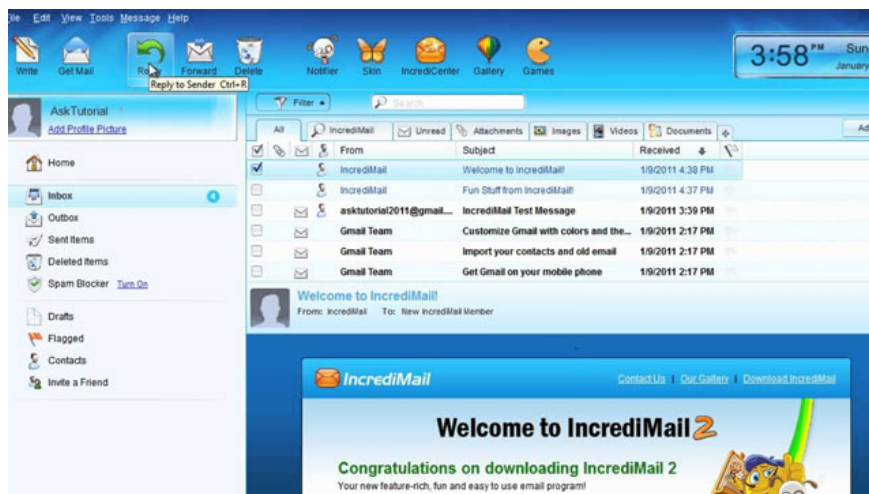 ile Edit View Tools Message Help
Write Get Mail Forward Delete Notifier Skin IncrediCenter Gallery Games
Reply to Sender Ctrl+R
3:58 PM Sun
January
AskTutorial
Add Profile Picture
Home
Inbox 4
Outbox
Sent Items
Deleted Items
Spam Blocker Turn On
Drafts
Flagged
Contacts
Invite a Friend
Filter Search
All IncrediMail Unread Attachments Images Videos Documents Ad
From Subject Received
IncrediMail Welcome to IncrediMail! 1/9/2011 4:38 PM
IncrediMail Fun Stuff from IncrediMail! 1/9/2011 4:37 PM
asktutorial2011@gmail.... IncrediMail Test Message 1/9/2011 3:39 PM
Gmail Team Customize Gmail with colors and the... 1/9/2011 2:17 PM
Gmail Team Import your contacts and old email 1/9/2011 2:17 PM
Gmail Team Get Gmail on your mobile phone 1/9/2011 2:17 PM
Welcome to IncrediMail!
From: IncrediMail To: New IncrediMail Member
IncrediMail Contact Us | Our Gallery | Download IncrediMail
Welcome to IncrediMail 2
Congratulations on downloading IncrediMail 2
Your new feature-rich, fun and easy to use email program!